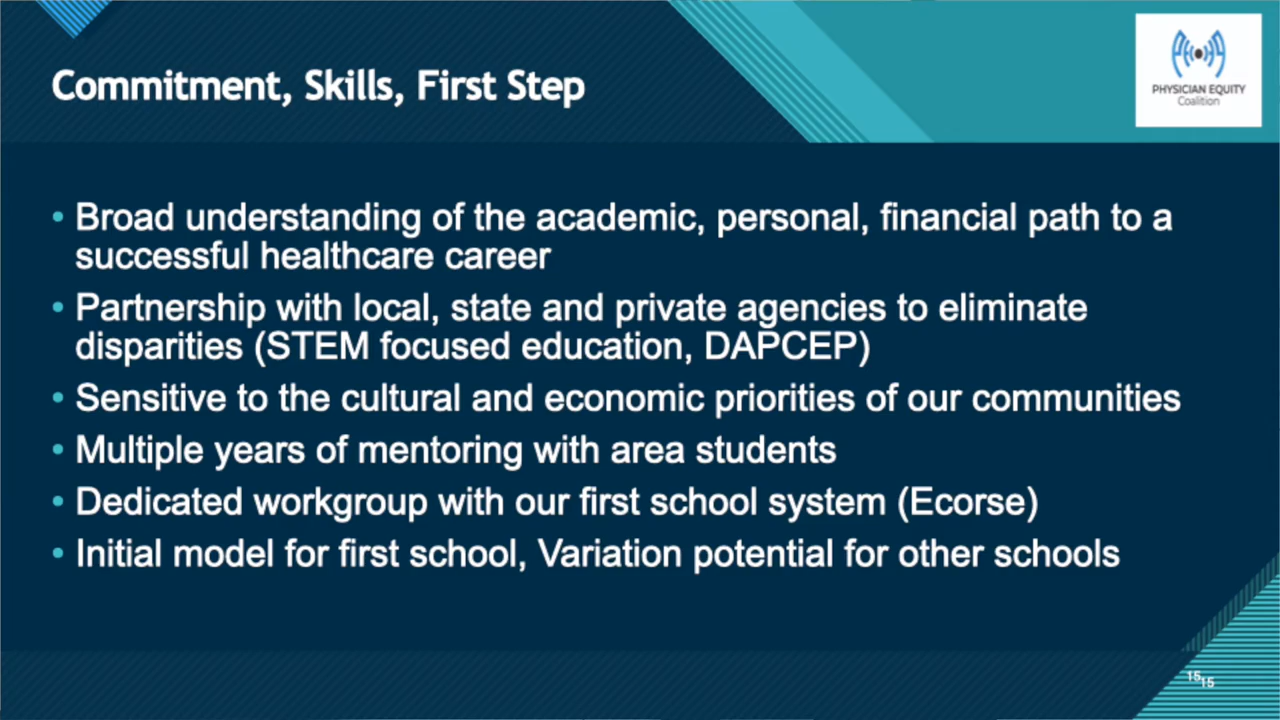 Commitment, Skills, First Step
PHYSICIAN EQUITY
Coalition
• Broad understanding of the academic, personal, financial path to a
successful healthcare career
• Partnership with local, state and private agencies to eliminate
disparities (STEM focused education, DAPCEP)
• Sensitive to the cultural and economic priorities of our communities
• Multiple years of mentoring with area students
• Dedicated workgroup with our first school system (Ecorse)
• Initial model for first school, Variation potential for other schools
15
15